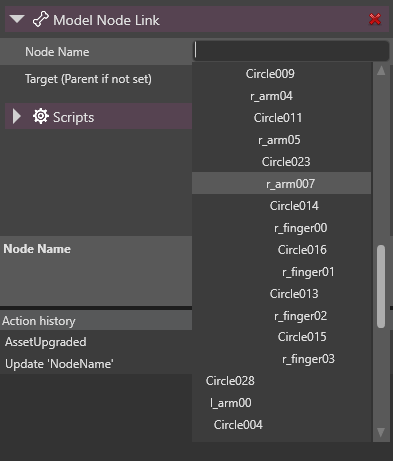 Model Node Link
Node Name
Target (Parent if not set)
Scripts
Circle009
r_arm04
Circle011
r_arm05
Circle023
r_arm007
Circle014
r_finger00
Circle016
r_finger01
Circle013
r_finger02
Circle015
r_finger03
Circle028
l_arm00
Circle004
Node Name
Action history
AssetUpgraded
Update 'NodeName'